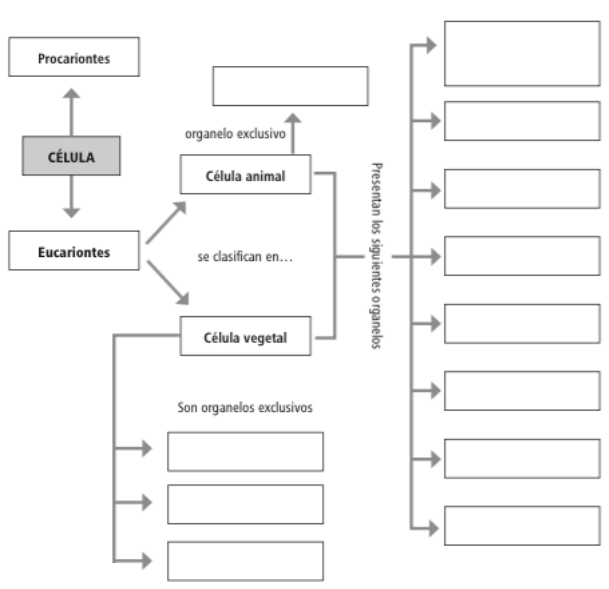 Procariontes
organelo exclusivo
CÉLULA
Célula animal
Presentan los siguientes organelos
Eucariontes
se clasifican en...
Célula vegetal
Son organelos exclusivos